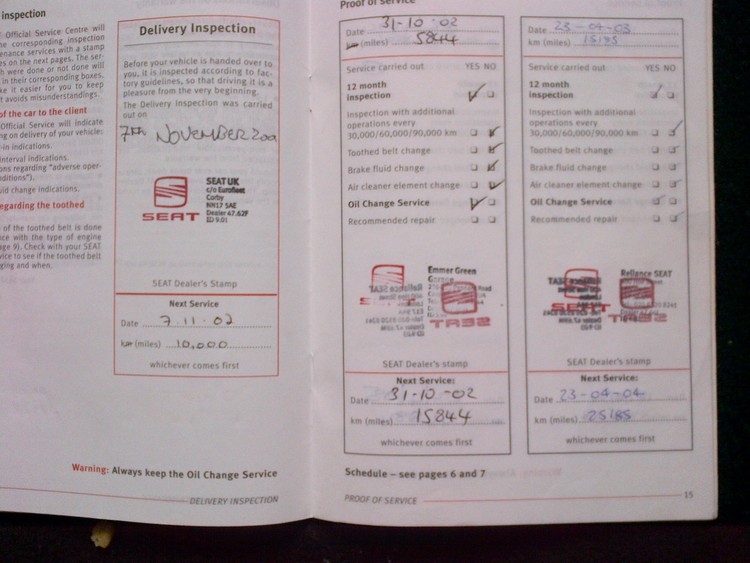 inspection
Official Service Centre will
corresponding inspection
services with a stamp
on the next pages. The ser-
were done or not done will
in their corresponding boxes.
it easier for you to keep
avoids misunderstandings.
of the car to the client
Official Service will indicate
on delivery of your vehicle:
-in indications.
interval indications.
regarding "adverse oper-
change indications.
regarding the toothed
of the toothed belt is done
with the type of engine
9). Check with your SEAT
to see if the toothed belt
and when.
Delivery Inspection
Before your vehicle is handed over to
you, it is inspected according to fac-
tory guidelines, so that driving it is a
pleasure from the very beginning.
The Delivery Inspection was carried
out on
7th NOVEMBER
SEAT
SEAT UK
c/o Eurofleet
Corby
NN17 5AE
Dealer 47.62F
SEAT Dealer's Stamp
Next Service
Date 7.11.02
km (miles) 10,000
whichever comes first
Warning: Always keep the Oil Change Service
DELIVERY INSPECTION
Proof of Service
Date 31-10-02
km (miles) 5844
Service carried out YES NO
12 month
inspection
Inspection with additional
operations every
30,000/60,000/90,000 km
Toothed belt change
Brake fluid change
Air cleaner element change
Oil Change Service
Recommended repair
Emmer Green
SEAT
SEAT Dealer's stamp
Next Service:
Date 31-10-02
km (miles) 15844
whichever comes first
Date 23-04-03
km (miles) 15185
Service carried out YES NO
12 month
inspection
Inspection with additional
operations every
30,000/60,000/90,000 km
Toothed belt change
Brake fluid change
Air cleaner element change
Oil Change Service
Recommended repair
Reliance SEAT
SEAT
SEAT Dealer's stamp
Next Service:
Date 23-04-04
km (miles) 25185
whichever comes first
Schedule – see pages 6 and 7
PROOF OF SERVICE
15